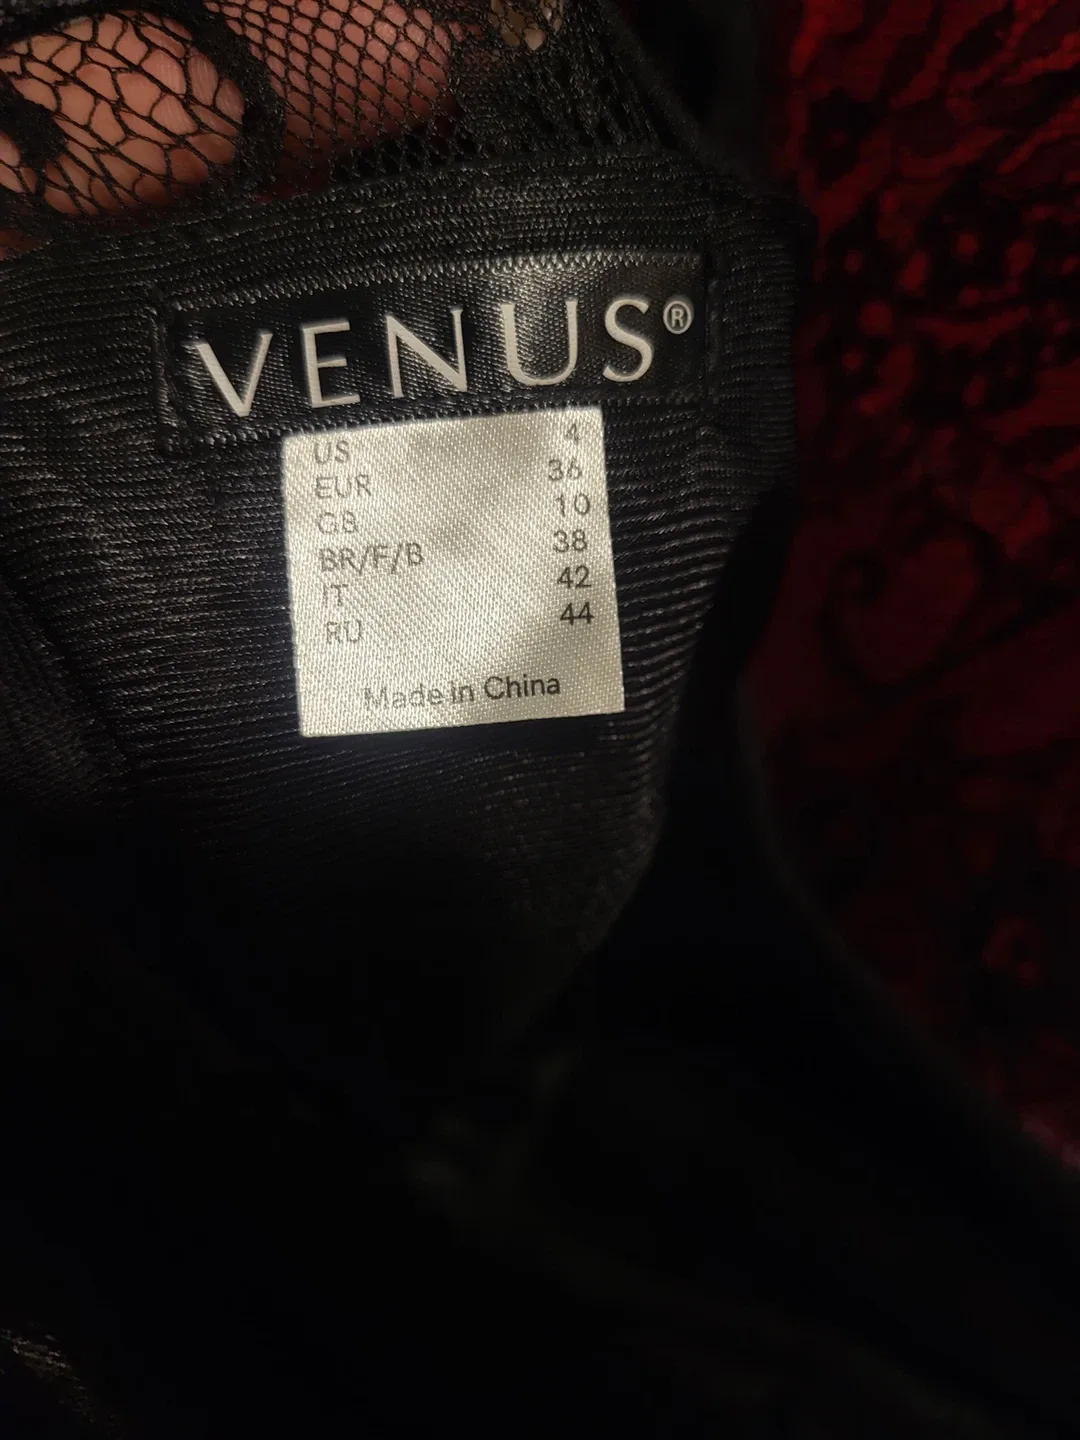 VENUS®
US 4
EUR 36
GB 10
BR/F/B 38
IT 42
RU 44
Made in China